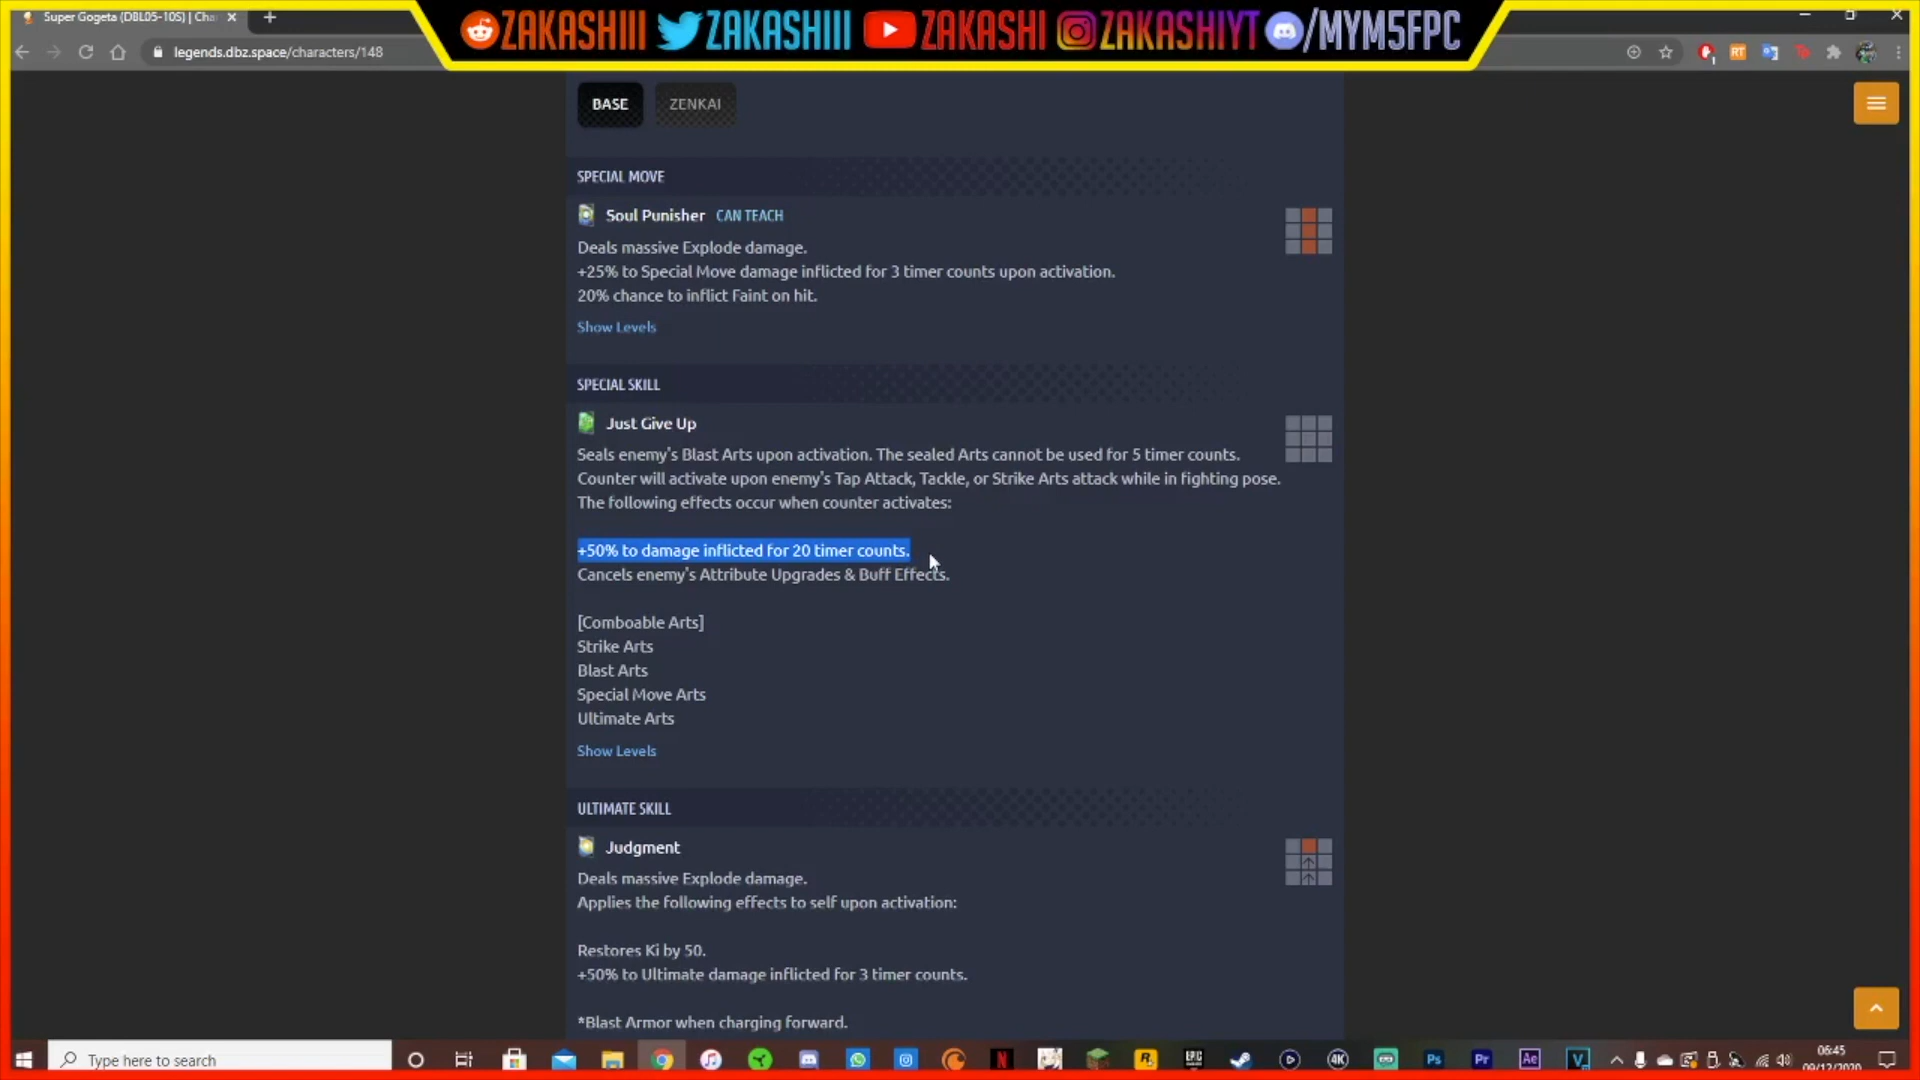 Super Gogeta (DBL05-10S) | Cha
ZAKASHIII ZAKASHIII ZAKASHI ZAKASHIYT /MYM5FPC
legends.dbz.space/characters/148
BASE ZENKAI
SPECIAL MOVE
Soul Punisher CAN TEACH
Deals massive Explode damage.
+25% to Special Move damage inflicted for 3 timer counts upon activation.
20% chance to inflict Faint on hit.
Show Levels
SPECIAL SKILL
Just Give Up
Seals enemy's Blast Arts upon activation. The sealed Arts cannot be used for 5 timer counts.
Counter will activate upon enemy's Tap Attack, Tackle, or Strike Arts attack while in fighting pose.
The following effects occur when counter activates:
+50% to damage inflicted for 20 timer counts.
Cancels enemy's Attribute Upgrades & Buff Effects.
[Comboable Arts]
Strike Arts
Blast Arts
Special Move Arts
Ultimate Arts
Show Levels
ULTIMATE SKILL
Judgment
Deals massive Explode damage.
Applies the following effects to self upon activation:
Restores Ki by 50.
+50% to Ultimate damage inflicted for 3 timer counts.
*Blast Armor when charging forward.
Type here to search
06:45
09/12/2020